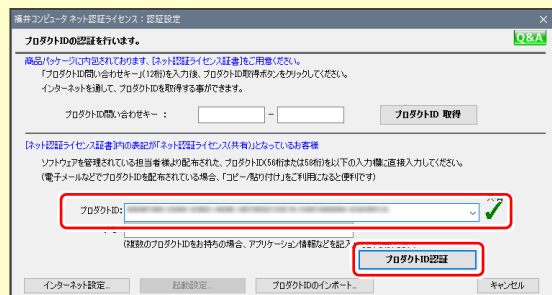 福井コンピュータ ネット認証ライセンス：認証設定
プロダクトIDの認証を行います。
Q&A
商品パッケージに内包されております、[ネット認証ライセンス証書]をご用意ください。
「プロダクトID問い合わせキー」(12桁)を入力後、プロダクトID取得ボタンをクリックしてください。
インターネットを通して、プロダクトIDを取得する事ができます。
プロダクトID問い合わせキー ：
-
プロダクトID 取得
[ネット認証ライセンス証書]内の表記が「ネット認証ライセンス(共有)」となっているお客様
ソフトウェアを管理されている担当者様より配布された、プロダクトID(56桁または58桁)を以下の入力欄に直接入力してください。
(電子メールなどでプロダクトIDを配布されている場合、「コピー/貼り付け」をご利用になると便利です)
プロダクトID:
(複数のプロダクトIDをお持ちの場合、アプリケーション情報などを記入
プロダクトID認証
インターネット設定...
起動設定...
プロダクトIDのインポート...
キャンセル